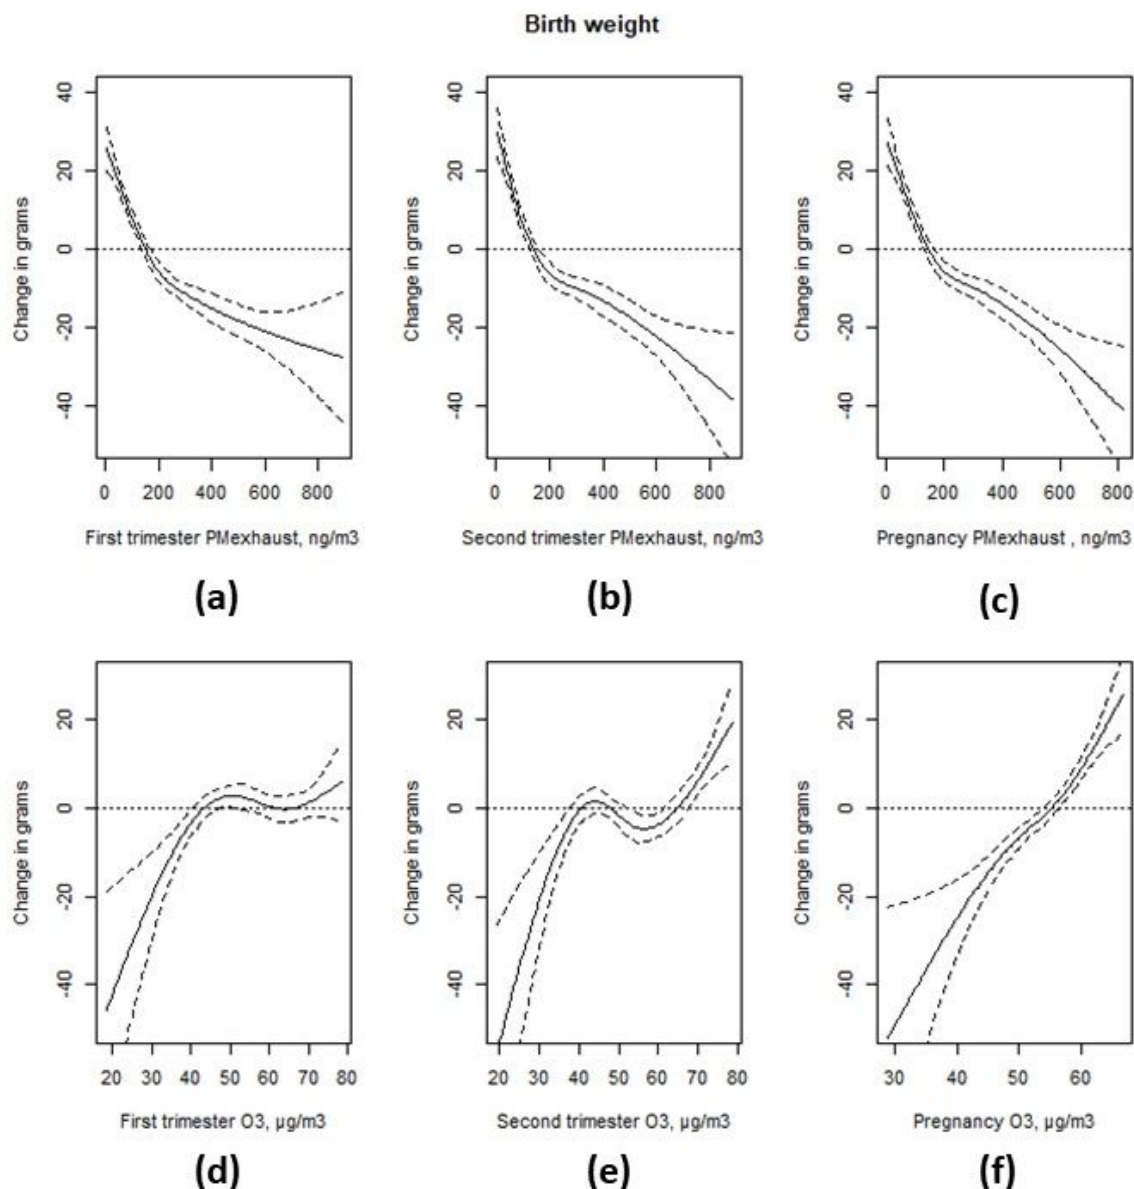 Birth weight
Change in grams
40
20
0
-20
-40
0 200 400 600 800
First trimester PMexhaust, ng/m3
(a)
Change in grams
40
20
0
-20
-40
0 200 400 600 800
Second trimester PMexhaust, ng/m3
(b)
Change in grams
40
20
0
-20
-40
0 200 400 600 800
Pregnancy PMexhaust , ng/m3
(c)
Change in grams
20
0
-20
-40
20 30 40 50 60 70 80
First trimester O3, µg/m3
(d)
Change in grams
20
0
-20
-40
20 30 40 50 60 70 80
Second trimester O3, µg/m3
(e)
Change in grams
20
0
-20
-40
30 40 50 60
Pregnancy O3, µg/m3
(f)